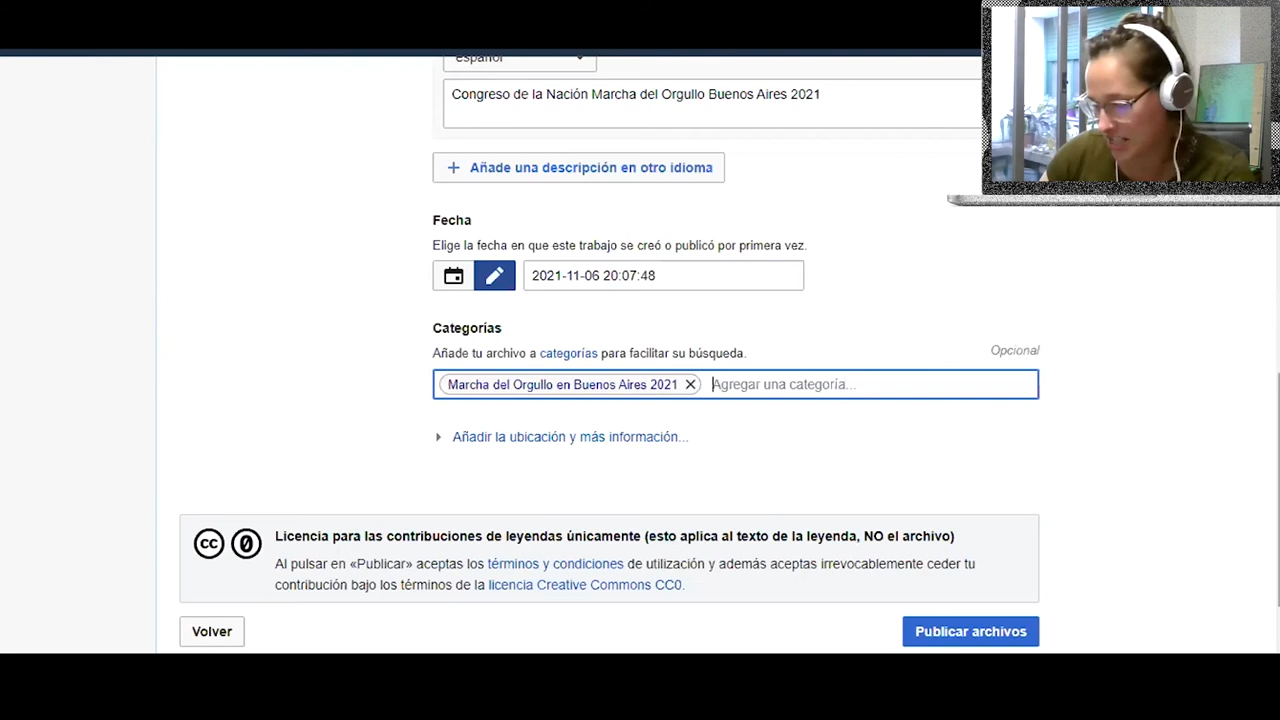 español
Congreso de la Nación Marcha del Orgullo Buenos Aires 2021
+ Añade una descripción en otro idioma
Fecha
Elige la fecha en que este trabajo se creó o publicó por primera vez.
2021-11-06 20:07:48
Categorías
Añade tu archivo a categorías para facilitar su búsqueda.
Opcional
Marcha del Orgullo en Buenos Aires 2021 Agregar una categoría...
Añadir la ubicación y más información...
Licencia para las contribuciones de leyendas únicamente (esto aplica al texto de la leyenda, NO el archivo)
cc 0
Al pulsar en «Publicar» aceptas los términos y condiciones de utilización y además aceptas irrevocablemente ceder tu
contribución bajo los términos de la licencia Creative Commons CC0.
Volver
Publicar archivos